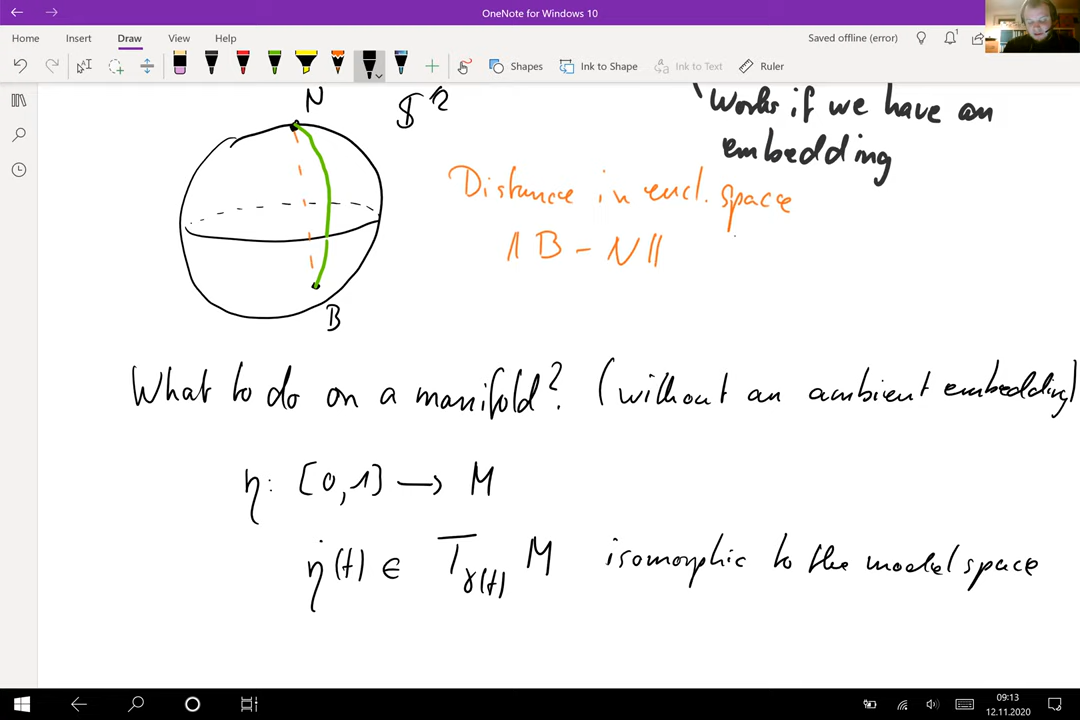 OneNote for Windows 10
Home Insert Draw View Help
Saved offline (error)
Shapes Ink to Shape Ink to Text Ruler
N
$²
Works if we have an
embedding
Distance in eucl. space
‖B - N‖
B
What to do on a manifold? (without an ambient embedding)
η: [0,1] → M
η̇(t) ∈ T_γ(t) M isomorphic to the model space
09:13
12.11.2020